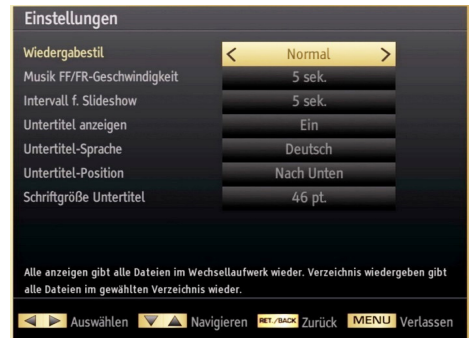 Einstellungen
Wiedergabestil < Normal >
Musik FF/FR-Geschwindigkeit 5 sek.
Intervall f. Slideshow 5 sek.
Untertitel anzeigen Ein
Untertitel-Sprache Deutsch
Untertitel-Position Nach Unten
Schriftgröße Untertitel 46 pt.
Alle anzeigen gibt alle Dateien im Wechsellaufwerk wieder. Verzeichnis wiedergeben gibt
alle Dateien im gewählten Verzeichnis wieder.
Auswählen Navigieren RET./BACK Zurück MENU Verlassen